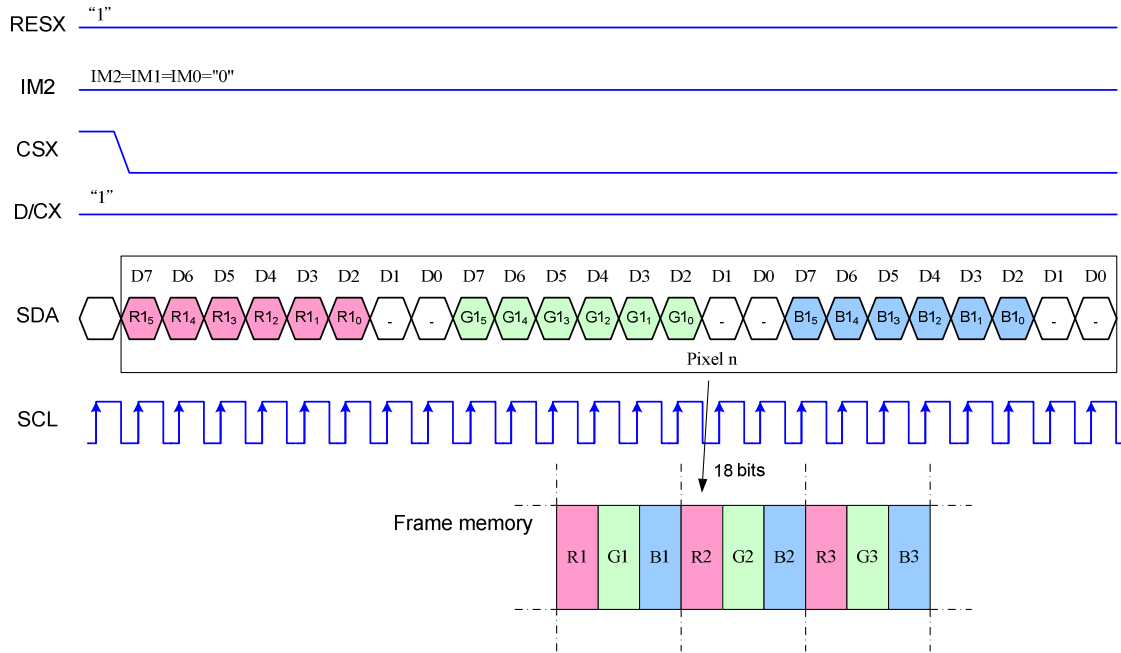 RESX “1”
IM2 IM2=IM1=IM0="0"
CSX
D/CX “1”
D7 D6 D5 D4 D3 D2 D1 D0 D7 D6 D5 D4 D3 D2 D1 D0 D7 D6 D5 D4 D3 D2 D1 D0
SDA R1₅ R1₄ R1₃ R1₂ R1₁ R1₀ - - G1₅ G1₄ G1₃ G1₂ G1₁ G1₀ - - B1₅ B1₄ B1₃ B1₂ B1₁ B1₀ - -
Pixel n
SCL
18 bits
Frame memory
R1 G1 B1 R2 G2 B2 R3 G3 B3